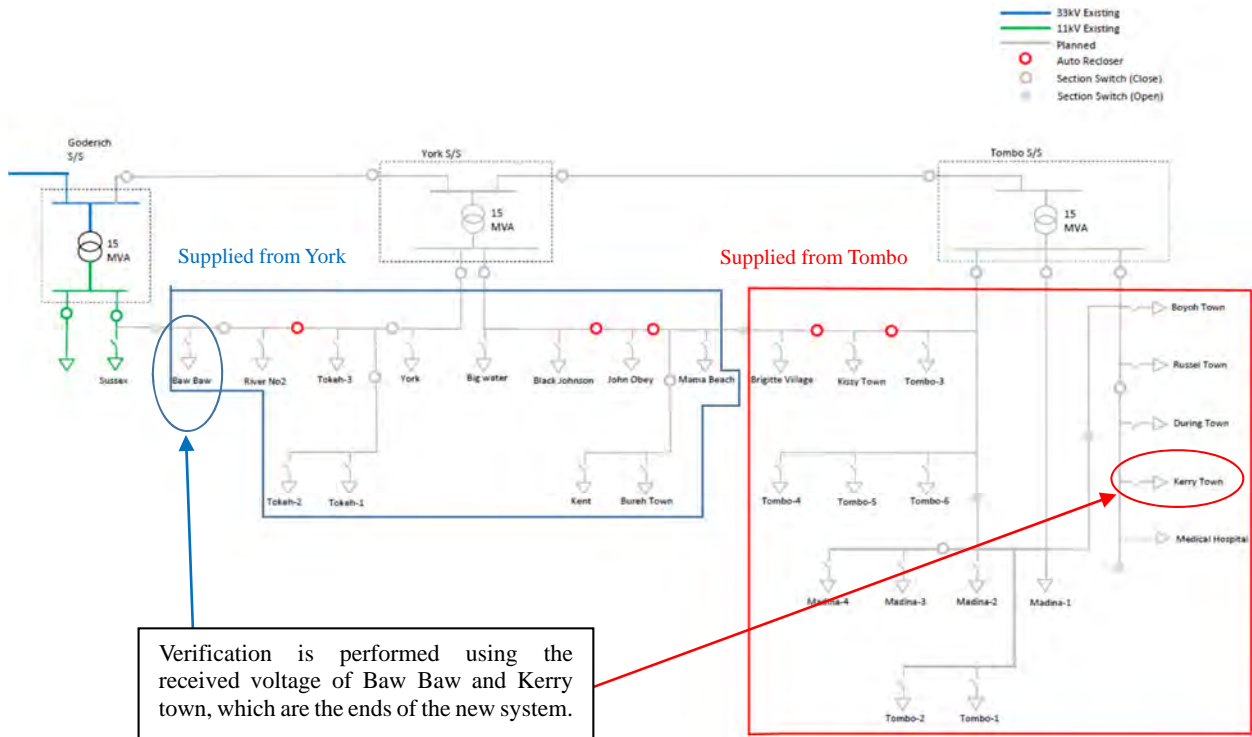 33kV Existing
11kV Existing
Planned
Auto Recloser
Section Switch (Close)
Section Switch (Open)
Goderich
S/S
York S/S
Tombo S/S
15
MVA
15
MVA
15
MVA
Supplied from York
Supplied from Tombo
Boyoh Town
Sussex
Baw Baw
River No2
Tokeh-3
York
Big water
Black Johnson
John Obey
Mama Beach
Brigitte Village
Kissy Town
Tombo-3
Russel Town
During Town
Tokeh-2
Tokeh-1
Kent
Bureh Town
Tombo-4
Tombo-5
Tombo-6
Kerry Town
Medical Hospital
Madina-4
Madina-3
Madina-2
Madina-1
Verification is performed using the
received voltage of Baw Baw and Kerry
town, which are the ends of the new system.
Tombo-2
Tombo-1